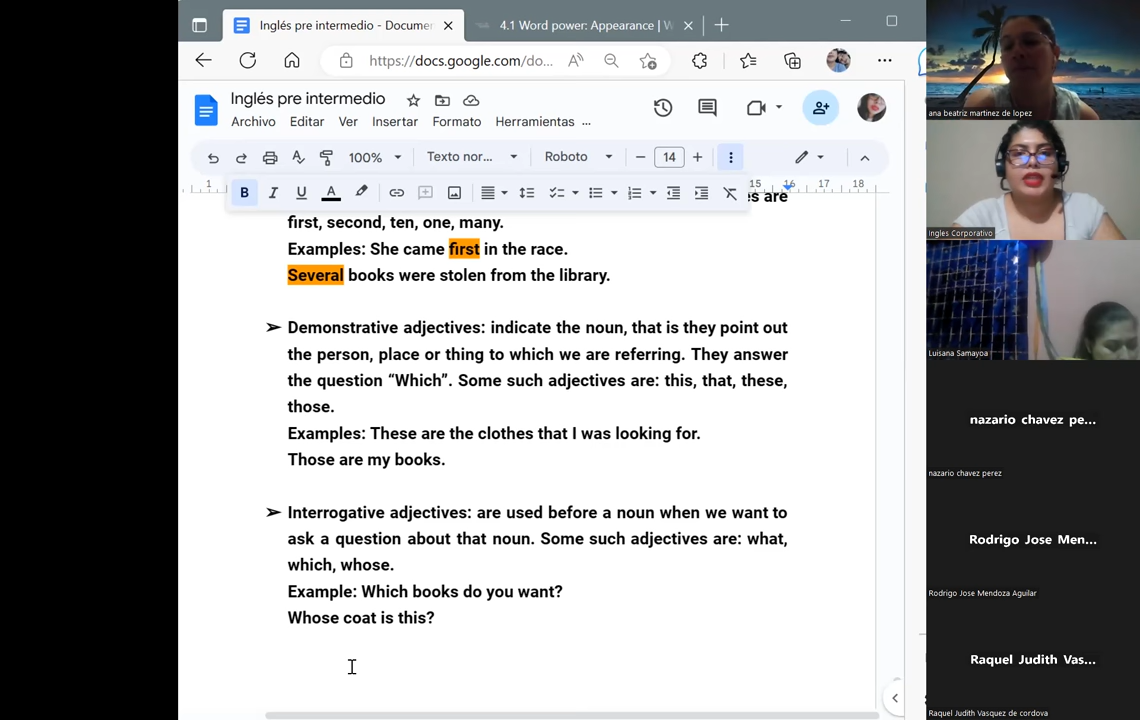 Inglés pre intermedio - Documen
4.1 Word power: Appearance | W
https://docs.google.com/do...
Inglés pre intermedio
Archivo Editar Ver Insertar Formato Herramientas ...
100% Texto nor... Roboto 14
1 15 16 17 18
es are
first, second, ten, one, many.
Examples: She came first in the race.
Several books were stolen from the library.
➢ Demonstrative adjectives: indicate the noun, that is they point out
the person, place or thing to which we are referring. They answer
the question “Which”. Some such adjectives are: this, that, these,
those.
Examples: These are the clothes that I was looking for.
Those are my books.
➢ Interrogative adjectives: are used before a noun when we want to
ask a question about that noun. Some such adjectives are: what,
which, whose.
Example: Which books do you want?
Whose coat is this?
ana beatriz martinez de lopez
Ingles Corporativo
Luisana Samayoa
nazario chavez pe...
nazario chavez perez
Rodrigo Jose Men...
Rodrigo Jose Mendoza Aguilar
Raquel Judith Vas...
Raquel Judith Vasquez de cordova